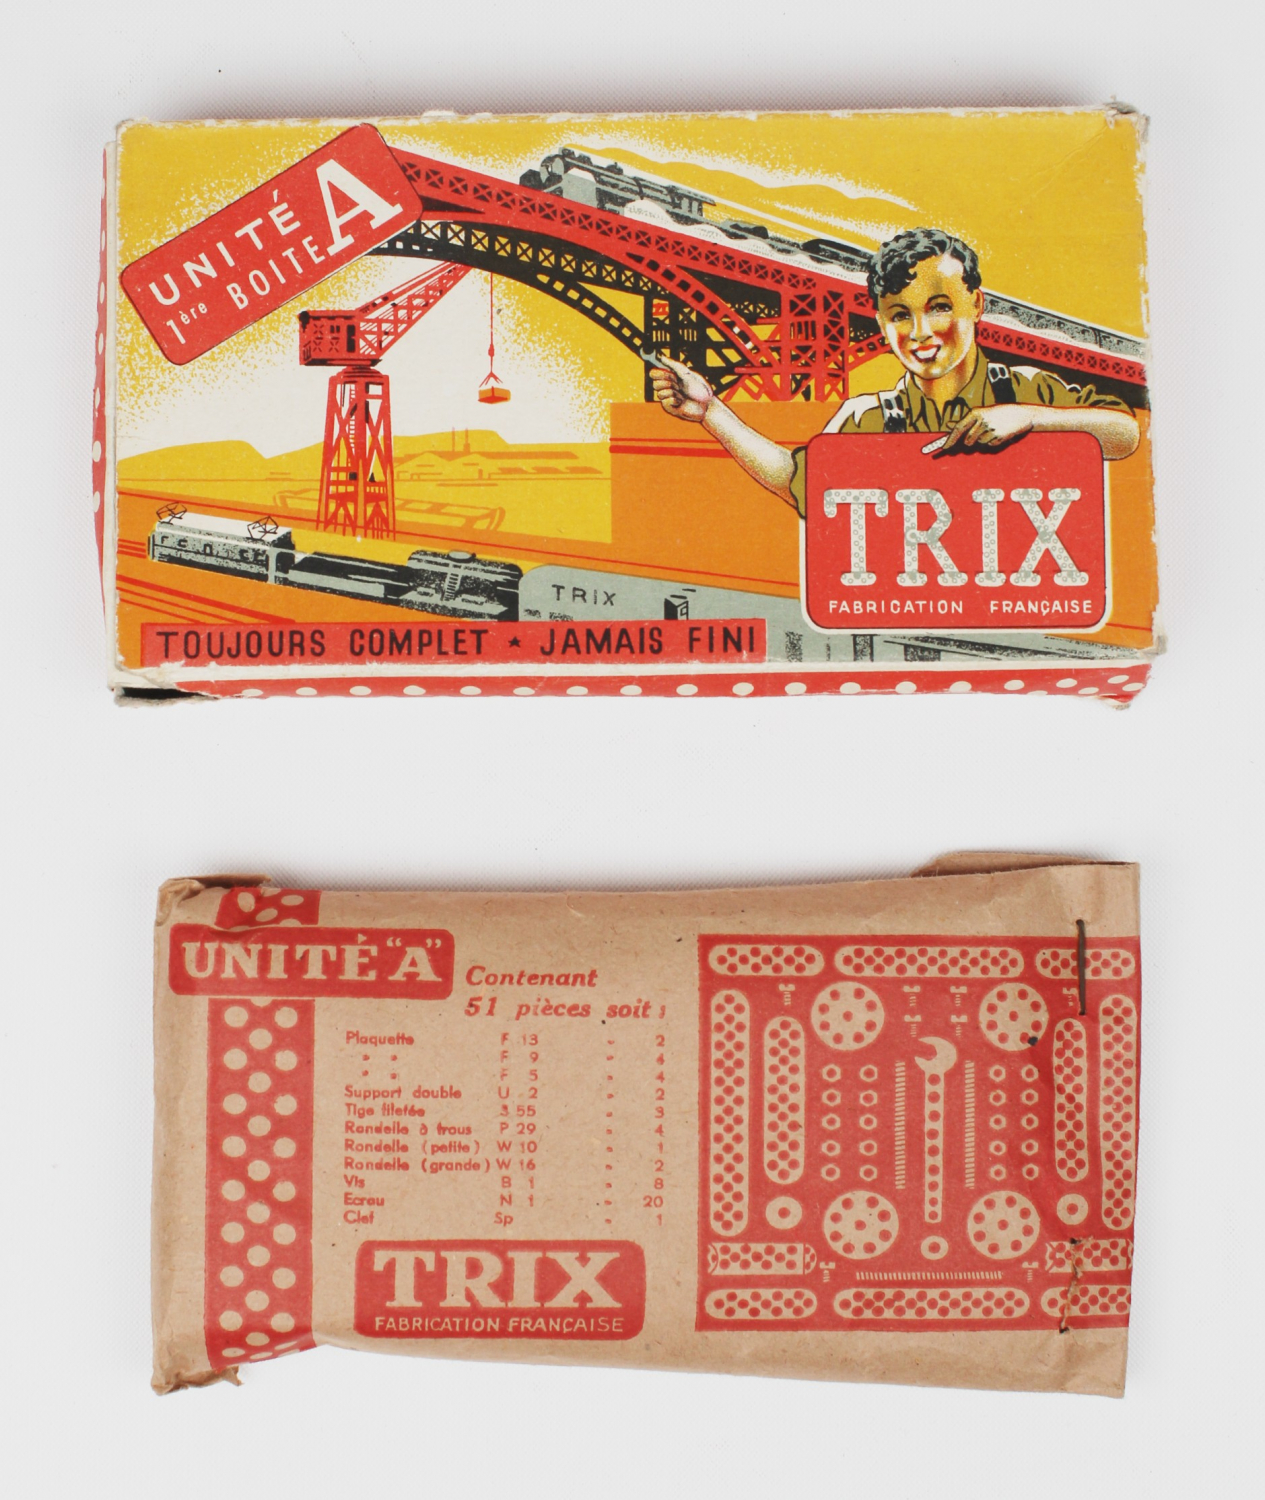 UNITÉ
1ère BOITE A
TRIX
FABRICATION FRANÇAISE
TRIX
TOUJOURS COMPLET ★ JAMAIS FINI
UNITÉ "A"
Contenant
51 pièces soit :
Plaquette F 13 - 2
" " F 9 - 4
" " F 5 - 4
Support double U 2 - 2
Tige filetée S 55 - 3
Rondelle à trous P 29 - 4
Rondelle (petite) W 10 - 1
Rondelle (grande) W 16 - 2
Vis B 1 - 8
Ecrou N 1 - 20
Clef Sp - 1
TRIX
FABRICATION FRANÇAISE